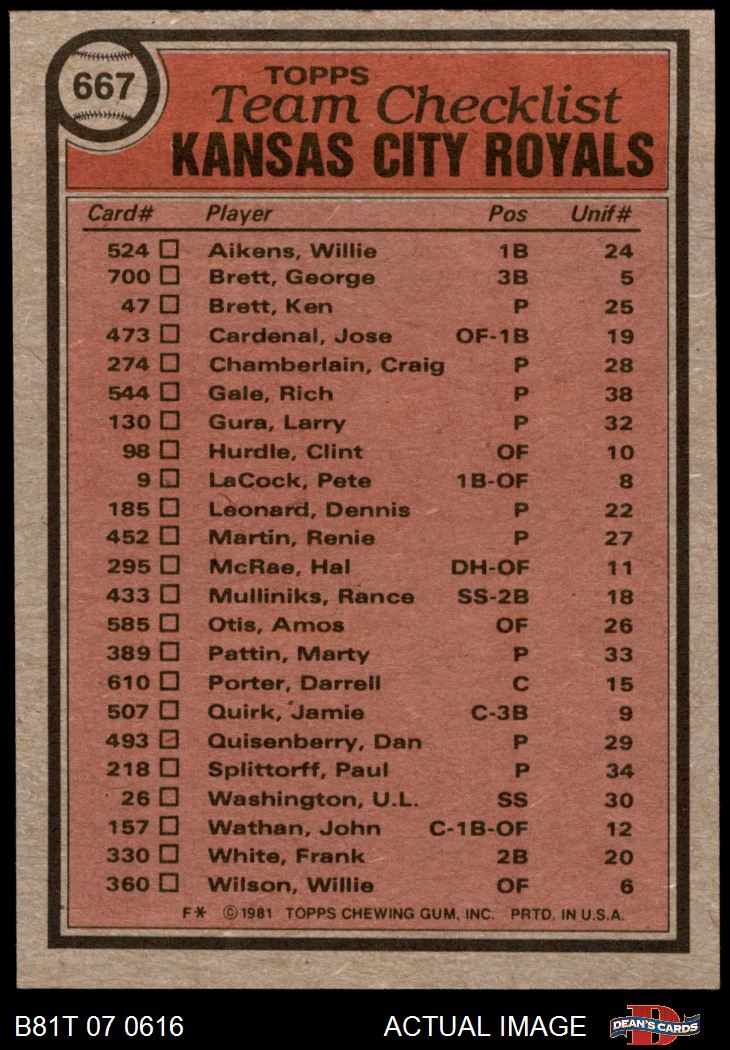 667
TOPPS
Team Checklist
KANSAS CITY ROYALS
Card# Player Pos Unif#
524 Aikens, Willie 1B 24
700 Brett, George 3B 5
47 Brett, Ken P 25
473 Cardenal, Jose OF-1B 19
274 Chamberlain, Craig P 28
544 Gale, Rich P 38
130 Gura, Larry P 32
98 Hurdle, Clint OF 10
9 LaCock, Pete 1B-OF 8
185 Leonard, Dennis P 22
452 Martin, Renie P 27
295 McRae, Hal DH-OF 11
433 Mulliniks, Rance SS-2B 18
585 Otis, Amos OF 26
389 Pattin, Marty P 33
610 Porter, Darrell C 15
507 Quirk, Jamie C-3B 9
493 Quisenberry, Dan P 29
218 Splittorff, Paul P 34
26 Washington, U.L. SS 30
157 Wathan, John C-1B-OF 12
330 White, Frank 2B 20
360 Wilson, Willie OF 6
F* ©1981 TOPPS CHEWING GUM, INC. PRTD. IN U.S.A.
B81T 07 0616 ACTUAL IMAGE DEAN'S CARDS